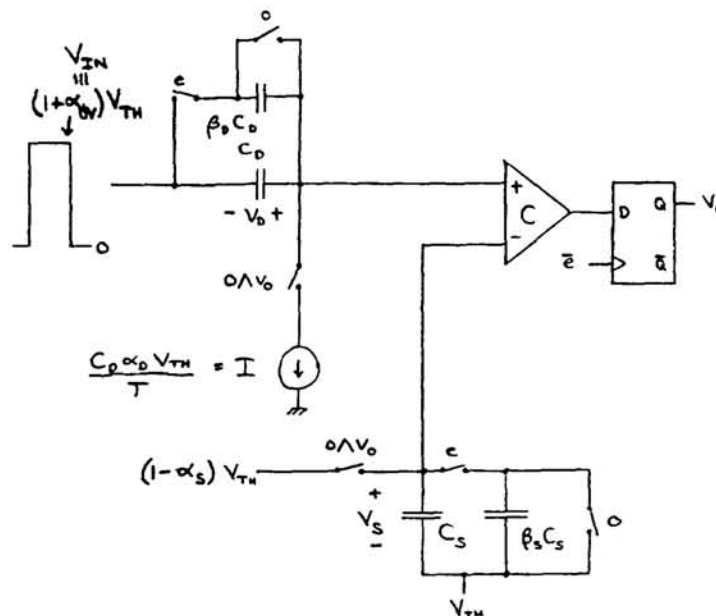 V_IN
≡
(1+α_OV) V_TH
0
e
o
β_D C_D
C_D
- V_D +
o∧v_o
C_D α_D V_TH / T = I
+
-
C
D Q
Q̄
ē
(1-α_S) V_TH
o∧v_o
e
o
+
V_S
-
C_S
β_S C_S
V_TH